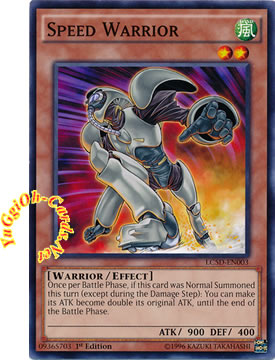 SPEED WARRIOR
風
YuGgiOh-Cards.Net
LC5D-EN003
[WARRIOR / EFFECT]
Once per Battle Phase, if this card was Normal Summoned
this turn (except during the Damage Step): You can make
its ATK become double its original ATK, until the end of
the Battle Phase.
ATK/ 900 DEF/ 400
09365703 1st Edition ©1996 KAZUKI TAKAHASHI